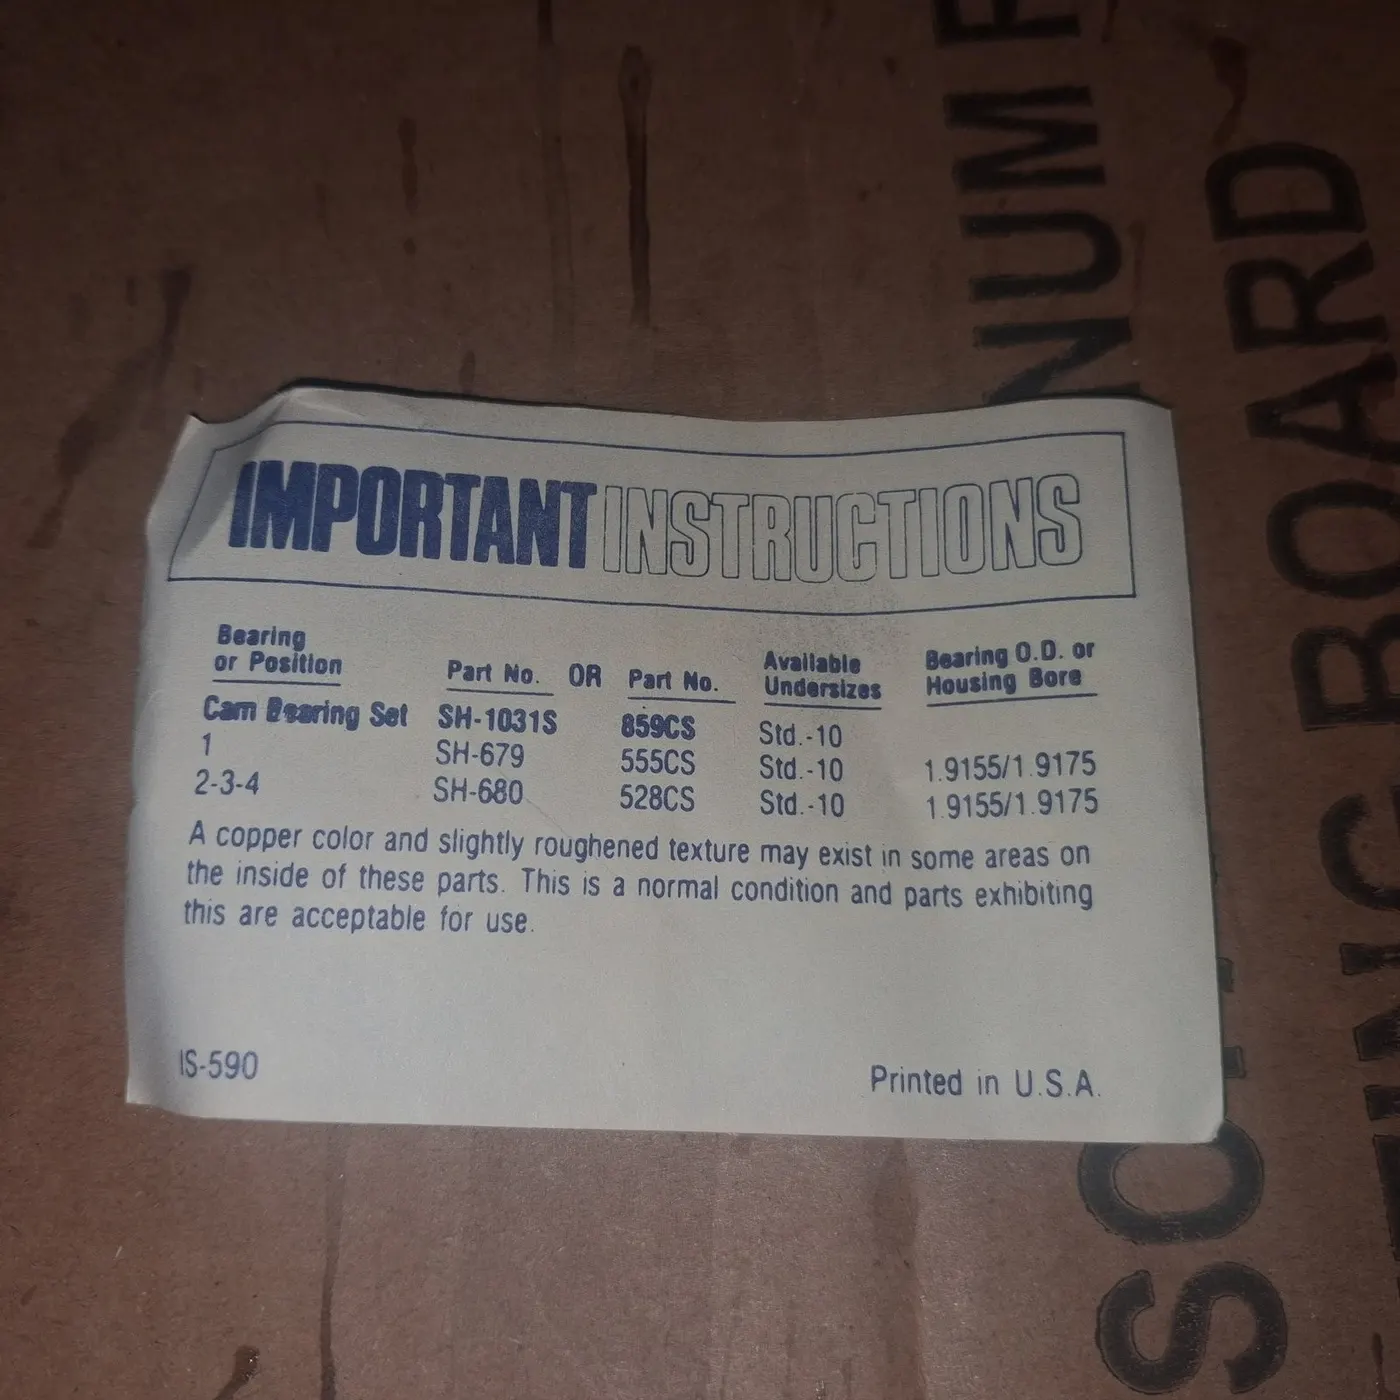 IMPORTANT INSTRUCTIONS
Bearing or Position Part No. OR Part No. Available Undersizes Bearing O.D. or Housing Bore
Cam Bearing Set SH-1031S 859CS Std.-10
1 SH-679 555CS Std.-10 1.9155/1.9175
2-3-4 SH-680 528CS Std.-10 1.9155/1.9175
A copper color and slightly roughened texture may exist in some areas on
the inside of these parts. This is a normal condition and parts exhibiting
this are acceptable for use.
IS-590 Printed in U.S.A.
BOARD